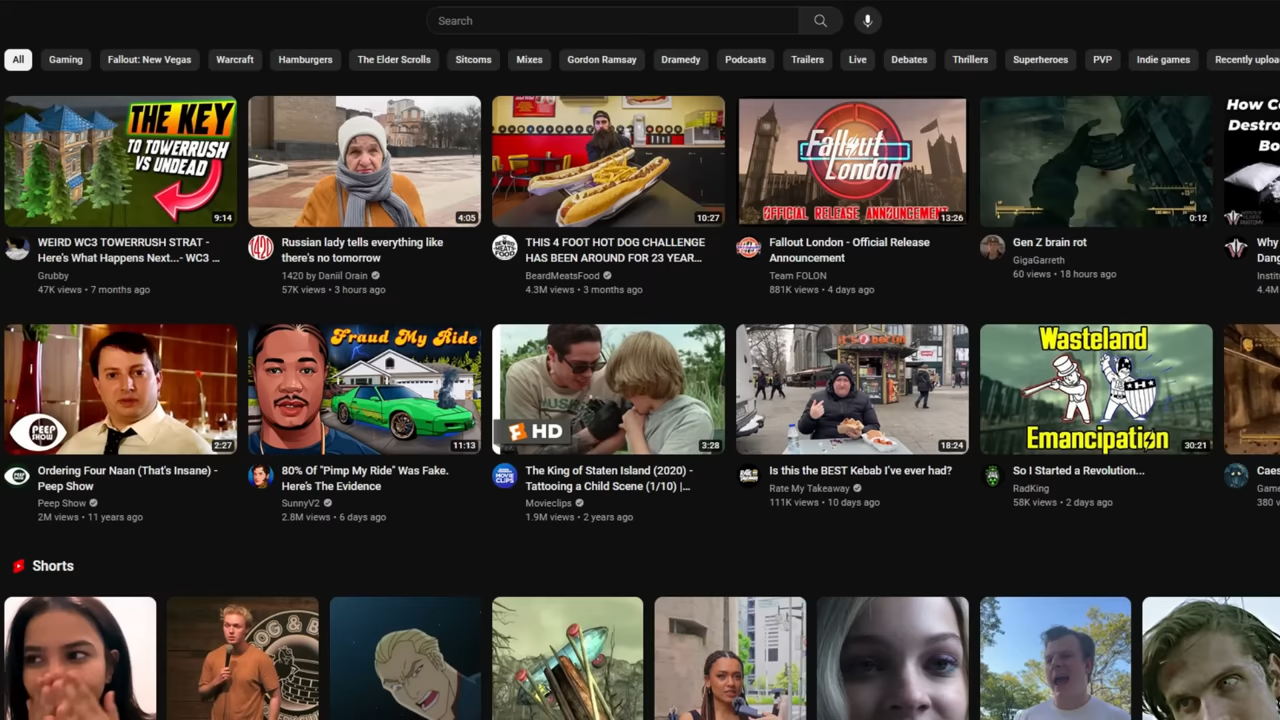 Search
All Gaming Fallout: New Vegas Warcraft Hamburgers The Elder Scrolls Sitcoms Mixes Gordon Ramsay Dramedy Podcasts Trailers Live Debates Thrillers Superheroes PVP Indie games Recently uploa
THE KEY
TO TOWERRUSH
VS UNDEAD
9:14
WEIRD WC3 TOWERRUSH STRAT -
Here's What Happens Next...- WC3 ...
Grubby
47K views • 7 months ago
4:05
1420
Russian lady tells everything like
there's no tomorrow
1420 by Daniil Orain
57K views • 3 hours ago
10:27
BEARD
MEATS
FOOD
THIS 4 FOOT HOT DOG CHALLENGE
HAS BEEN AROUND FOR 23 YEAR...
BeardMeatsFood
4.3M views • 3 months ago
Fallout
London
OFFICIAL RELEASE ANNOUNCEMENT
13:26
Fallout London - Official Release
Announcement
Team FOLON
881K views • 4 days ago
0:12
Gen Z brain rot
GigaGarreth
60 views • 18 hours ago
How C
Destro
Bo
Why
Dang
Instit
4.4M
PEEP
SHOW
2:27
Ordering Four Naan (That's Insane) -
Peep Show
Peep Show
2M views • 11 years ago
Fraud My Ride
11:13
80% Of "Pimp My Ride" Was Fake.
Here's The Evidence
SunnyV2
2.8M views • 6 days ago
HD
3:28
MOVIE
CLIPS
The King of Staten Island (2020) -
Tattooing a Child Scene (1/10) |...
Movieclips
1.9M views • 2 years ago
18:24
Is this the BEST Kebab I've ever had?
Rate My Takeaway
111K views • 10 days ago
Wasteland
Emancipation
30:21
So I Started a Revolution...
RadKing
58K views • 2 days ago
Caes
Game
380 v
Shorts